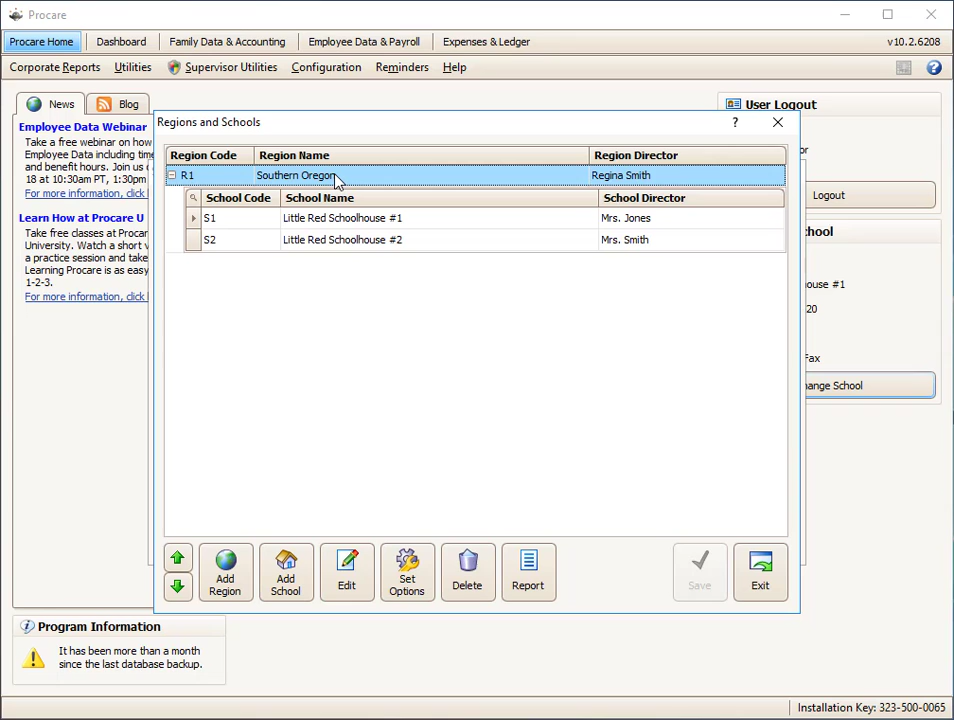 Procare
Procare Home
Dashboard
Family Data & Accounting
Employee Data & Payroll
Expenses & Ledger
v10.2.6208
Corporate Reports
Utilities
Supervisor Utilities
Configuration
Reminders
Help
?
News
Blog
Employee Data Webinar
Take a free webinar on how
Employee Data including time
and benefit hours. Join us
18 at 10:30am PT, 1:30pm
For more information, click
Learn How at Procare U
Take free classes at Procare
University. Watch a short v
a practice session and take
Learning Procare is as easy
1-2-3.
For more information, click
Regions and Schools
?
Region Code
Region Name
Region Director
R1
Southern Oregon
Regina Smith
School Code
School Name
School Director
S1
Little Red Schoolhouse #1
Mrs. Jones
S2
Little Red Schoolhouse #2
Mrs. Smith
Add
Region
Add
School
Edit
Set
Options
Delete
Report
Save
Exit
User Logout
or
Logout
hool
ouse #1
20
Fax
ange School
Program Information
It has been more than a month
since the last database backup.
Installation Key: 323-500-0065